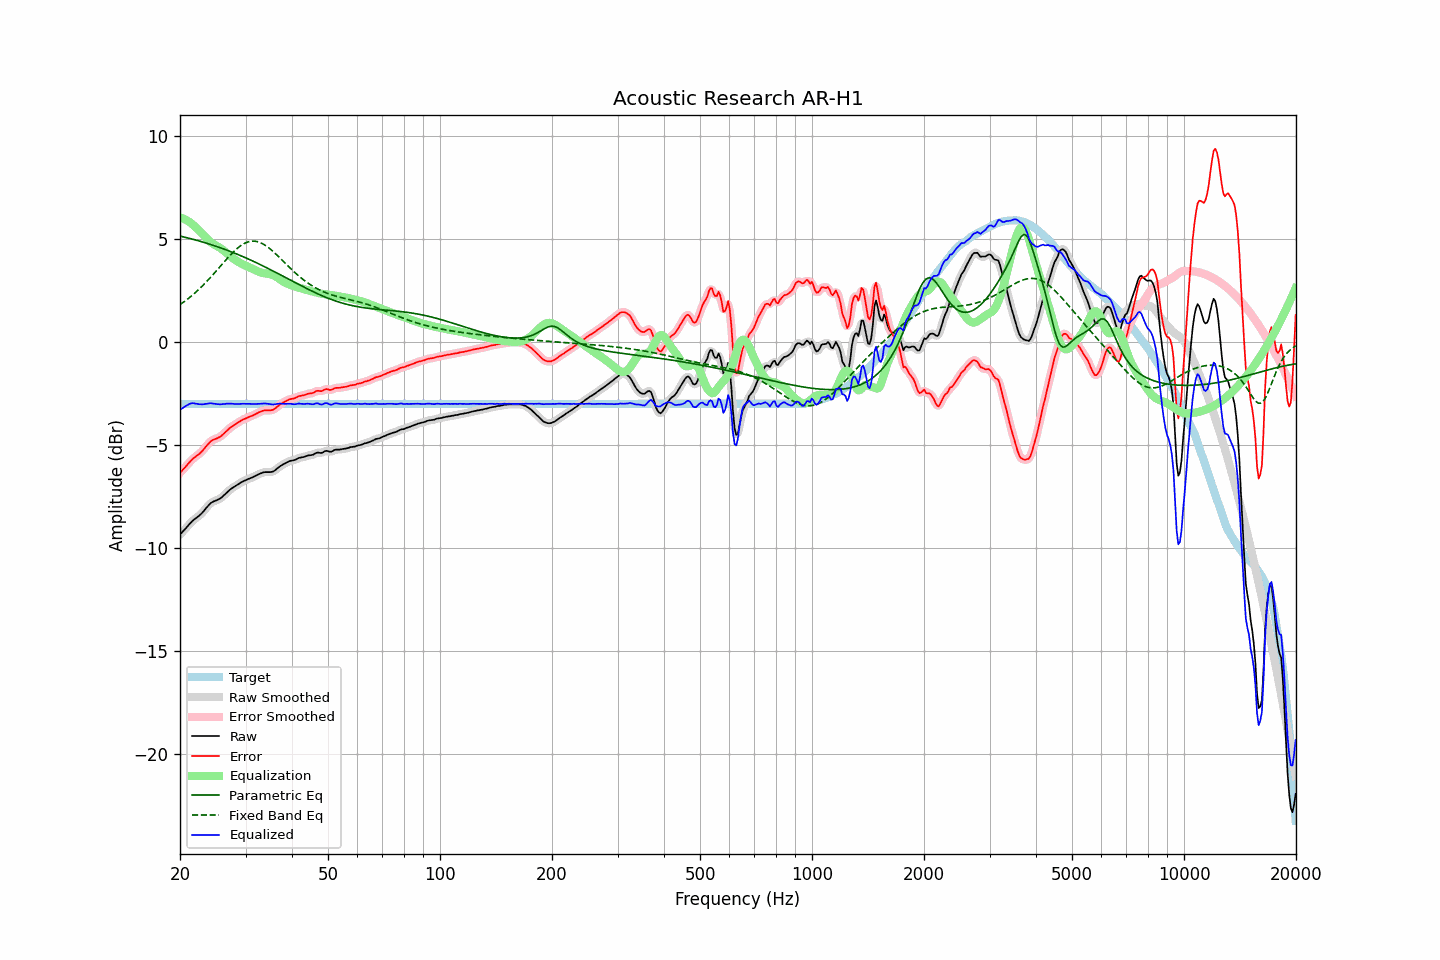 Acoustic Research AR-H1
10
5
0
−5
−10
−15
−20
Amplitude (dBr)
Target
Raw Smoothed
Error Smoothed
Raw
Error
Equalization
Parametric Eq
Fixed Band Eq
Equalized
20 50 100 200 500 1000 2000 5000 10000 20000
Frequency (Hz)